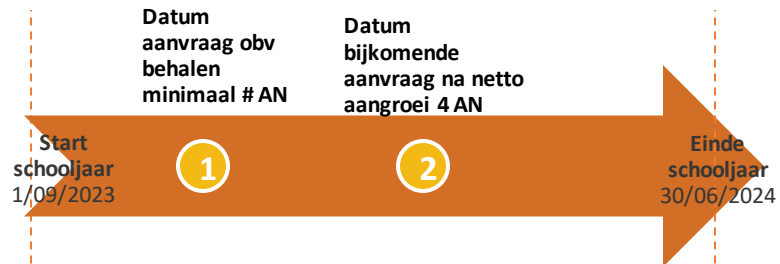 Datum
aanvraag obv
behalen
minimaal # AN
Datum
bijkomende
aanvraag na netto
aangroei 4 AN
Start
schooljaar
1/09/2023
1
2
Einde
schooljaar
30/06/2024